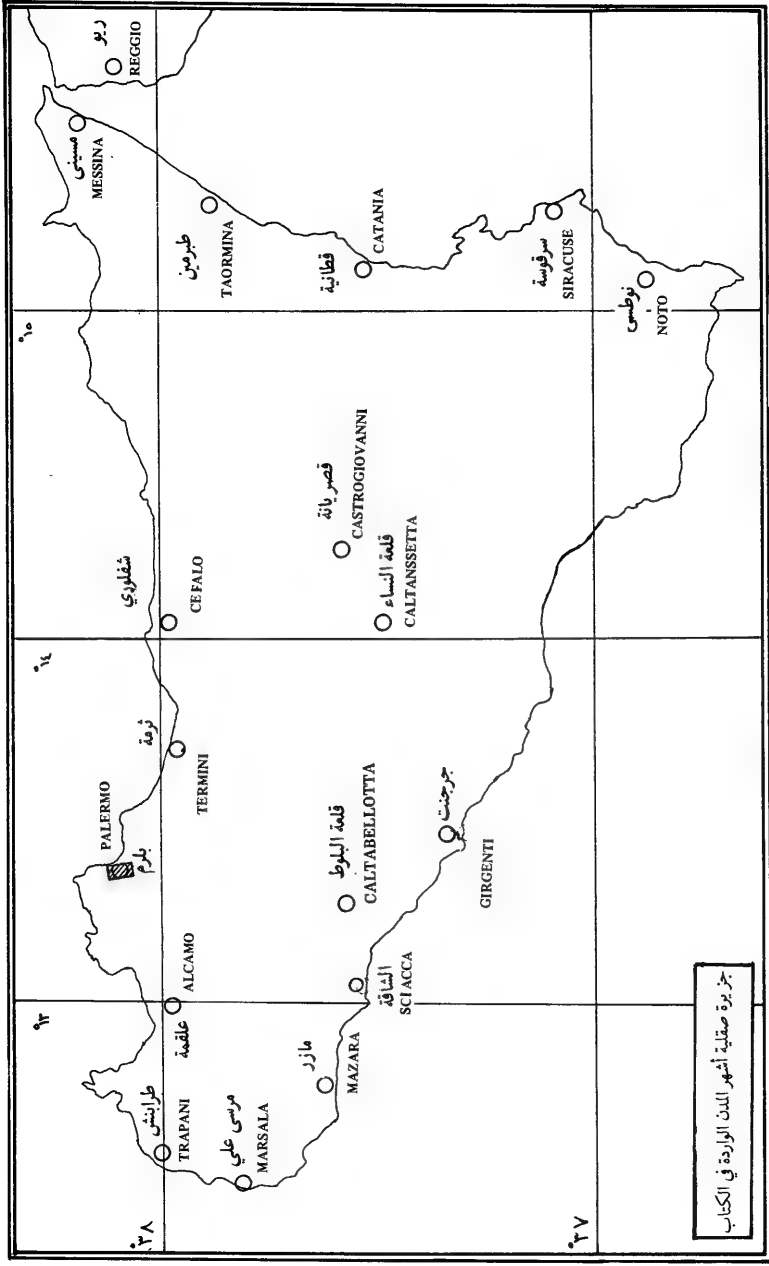 ريو
REGGIO
مسينى
MESSINA
طبرمين
TAORMINA
قطانية
CATANIA
سرقوسة
SIRACUSE
نوطس
NOTO
°١٥
قصريانة
CASTROGIOVANNI
قلعة النساء
CALTANSSETTA
شفلودي
CEFALO
°١٤
ثرمة
TERMINI
PALERMO
بلرم
قلعة البلوط
CALTABELLOTTA
جرجنت
GIRGENTI
ALCAMO
علقمة
الشاقة
SCIACCA
°١٣
مازر
MAZARA
طرابنش
TRAPANI
مرسى علي
MARSALA
°٣٨
°٣٧
جزيرة صقلية أشهر المدن الواردة في الكتاب